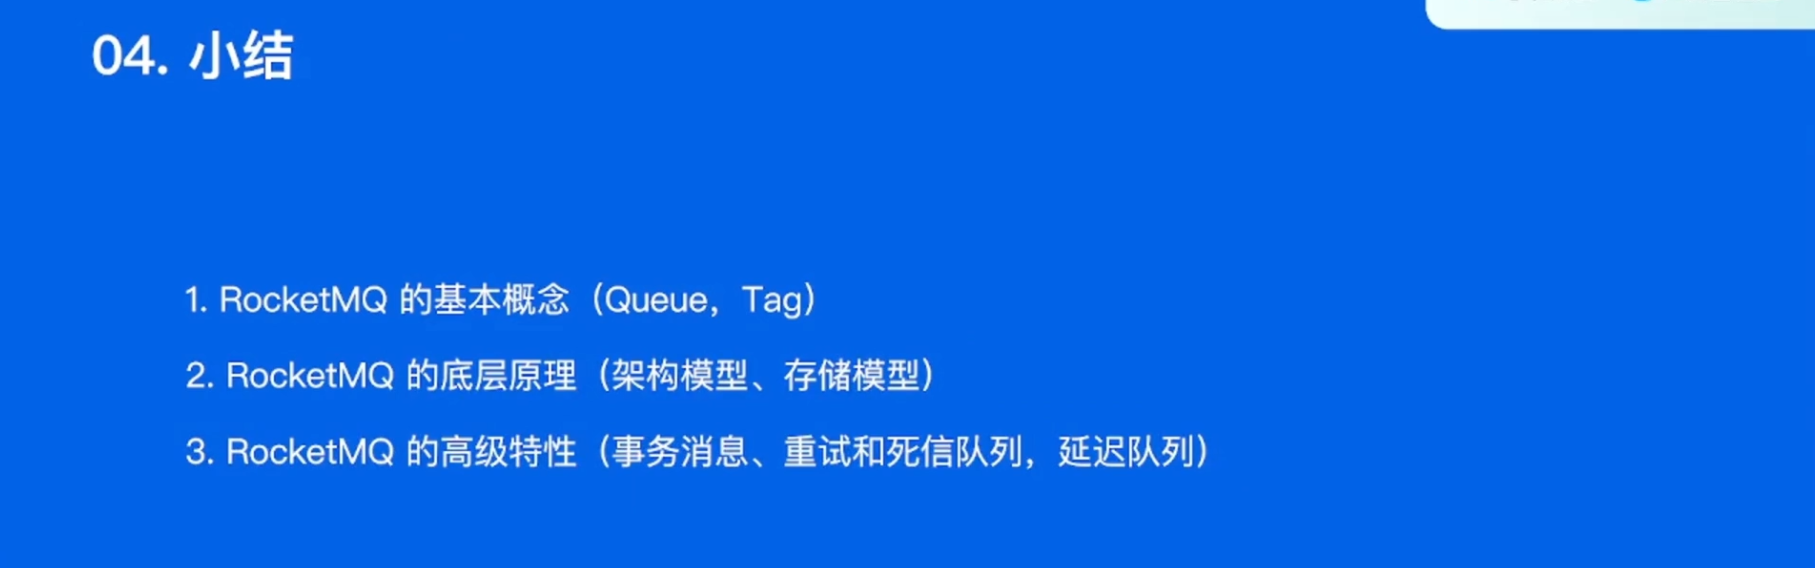 04. 小结
1. RocketMQ 的基本概念（Queue，Tag）
2. RocketMQ 的底层原理（架构模型、存储模型）
3. RocketMQ 的高级特性（事务消息、重试和死信队列，延迟队列）